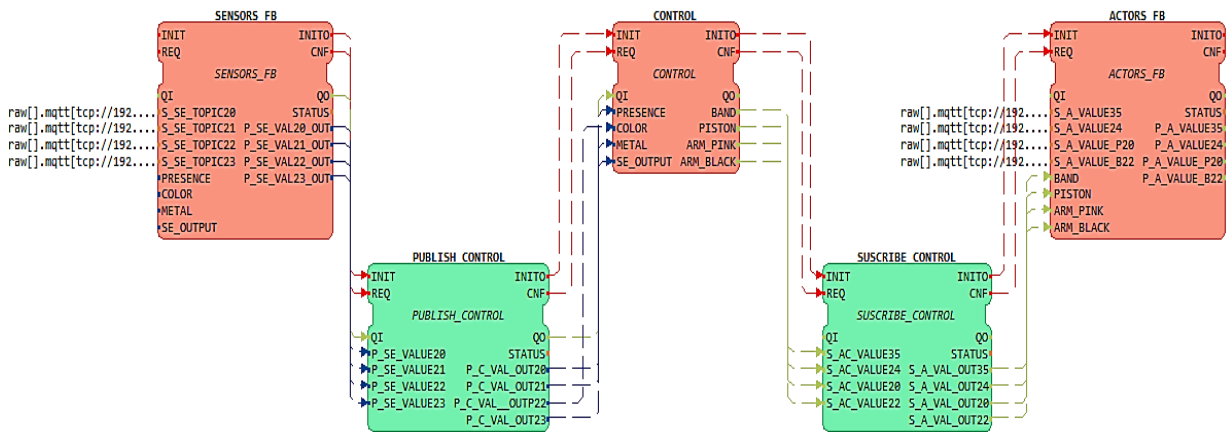 SENSORS_FB
INIT INITO
REQ CNF
SENSORS_FB
QI QO
raw[].mqtt[tcp://192.... S_SE_TOPIC20 STATUS
raw[].mqtt[tcp://192.... S_SE_TOPIC21 P_SE_VAL20_OUT
raw[].mqtt[tcp://192.... S_SE_TOPIC22 P_SE_VAL21_OUT
raw[].mqtt[tcp://192.... S_SE_TOPIC23 P_SE_VAL22_OUT
PRESENCE P_SE_VAL23_OUT
COLOR
METAL
SE_OUTPUT
PUBLISH_CONTROL
INIT INITO
REQ CNF
PUBLISH_CONTROL
QI QO
P_SE_VALUE20 STATUS
P_SE_VALUE21 P_C_VAL_OUT20
P_SE_VALUE22 P_C_VAL_OUT21
P_SE_VALUE23 P_C_VAL__OUTP22
P_C_VAL_OUT23
CONTROL
INIT INITO
REQ CNF
CONTROL
QI QO
PRESENCE BAND
COLOR PISTON
METAL ARM_PINK
SE_OUTPUT ARM_BLACK
SUSCRIBE_CONTROL
INIT INITO
REQ CNF
SUSCRIBE_CONTROL
QI QO
S_AC_VALUE35 STATUS
S_AC_VALUE24 S_A_VAL_OUT35
S_AC_VALUE20 S_A_VAL_OUT24
S_AC_VALUE22 S_A_VAL_OUT20
S_A_VAL_OUT22
ACTORS_FB
INIT INITO
REQ CNF
ACTORS_FB
QI QO
raw[].mqtt[tcp://192.... S_A_VALUE35 STATUS
raw[].mqtt[tcp://192.... S_A_VALUE24 P_A_VALUE35
raw[].mqtt[tcp://192.... S_A_VALUE_P20 P_A_VALUE24
raw[].mqtt[tcp://192.... S_A_VALUE_B22 P_A_VALUE_P20
BAND P_A_VALUE_B22
PISTON
ARM_PINK
ARM_BLACK